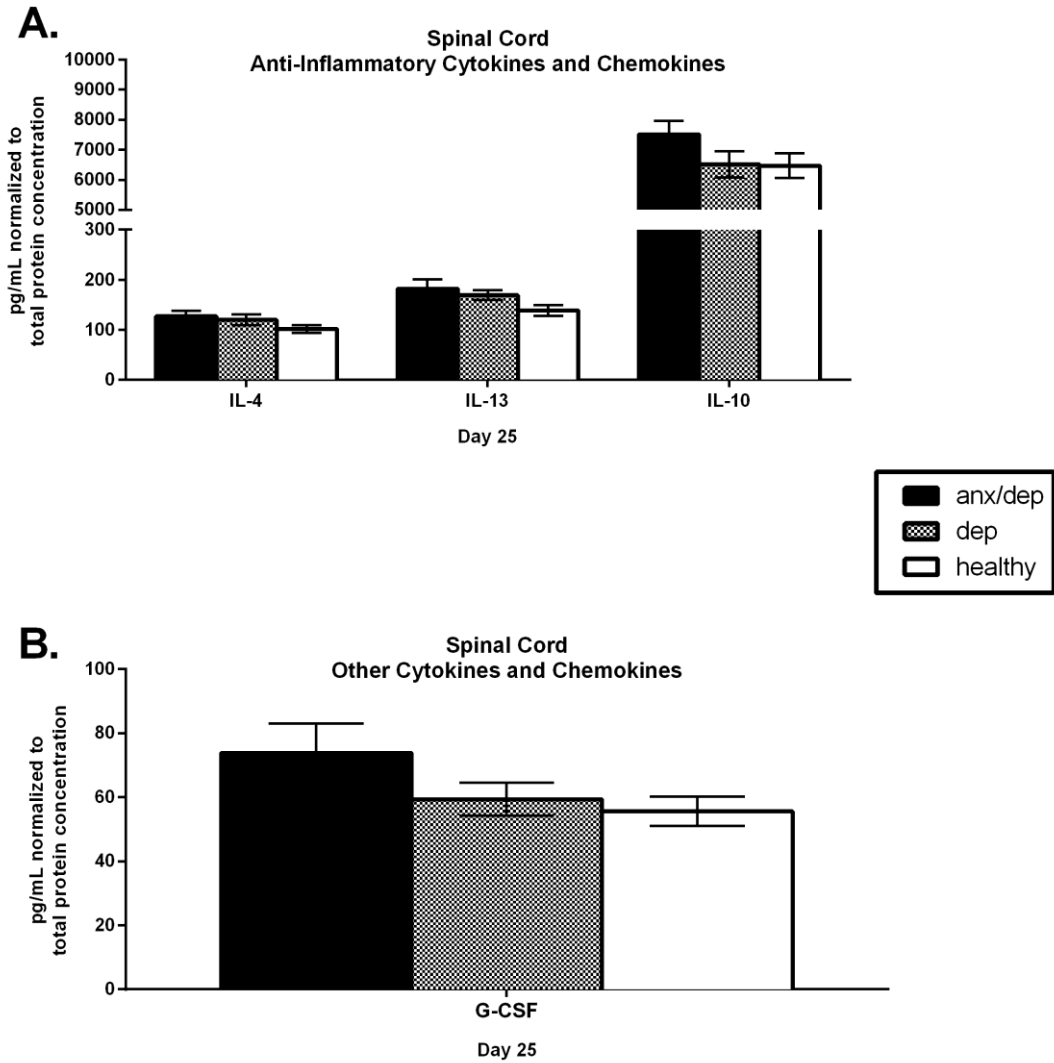 A.
Spinal Cord
Anti-Inflammatory Cytokines and Chemokines
pg/mL normalized to
total protein concentration
10000
9000
8000
7000
6000
5000
300
200
100
0
IL-4
IL-13
IL-10
Day 25
anx/dep
dep
healthy
B.
Spinal Cord
Other Cytokines and Chemokines
pg/mL normalized to
total protein concentration
100
80
60
40
20
0
G-CSF
Day 25